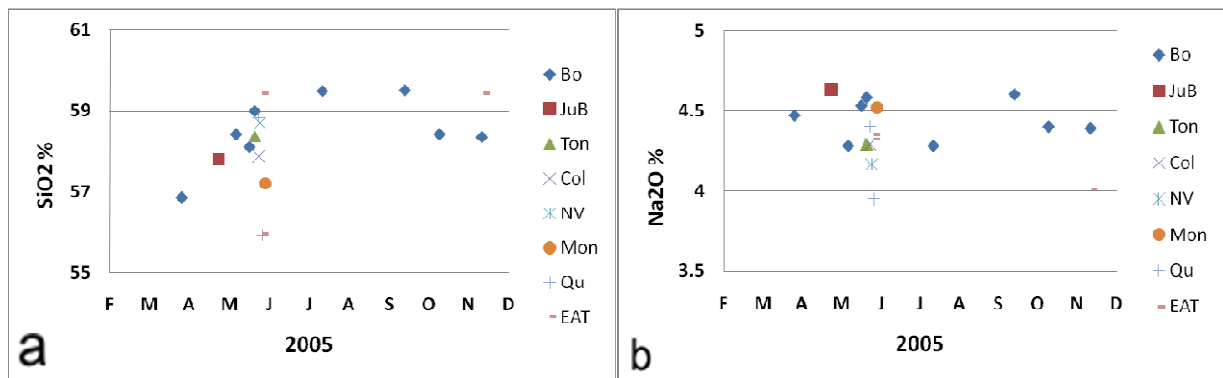 61
59
57
55
SiO2 %
F M A M J J A S O N D
2005
Bo
JuB
Ton
Col
NV
Mon
Qu
EAT
a
5
4.5
4
3.5
Na2O %
F M A M J J A S O N D
2005
Bo
JuB
Ton
Col
NV
Mon
Qu
EAT
b